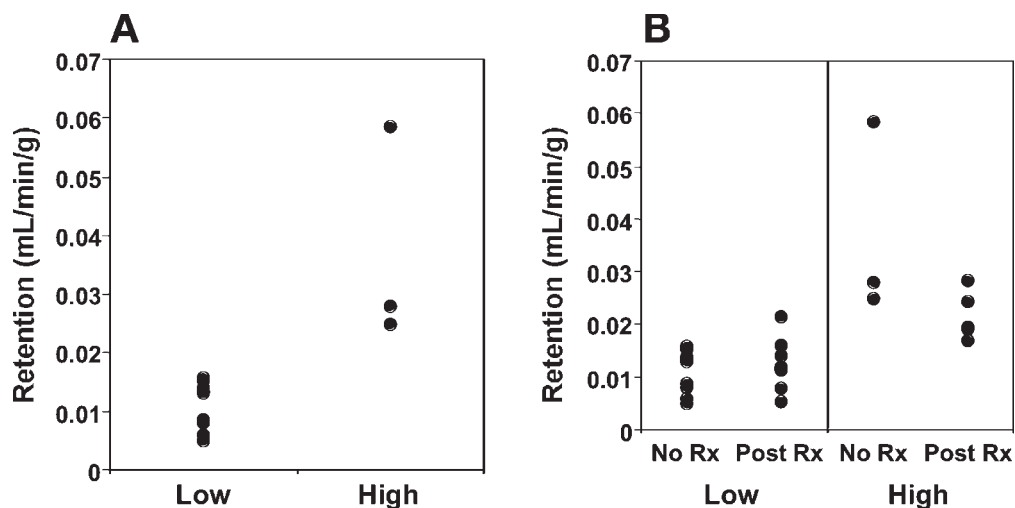 A
Retention (mL/min/g)
0.07
0.06
0.05
0.04
0.03
0.02
0.01
0
Low High
B
Retention (mL/min/g)
0.07
0.06
0.05
0.04
0.03
0.02
0.01
0
No Rx Post Rx No Rx Post Rx
Low High